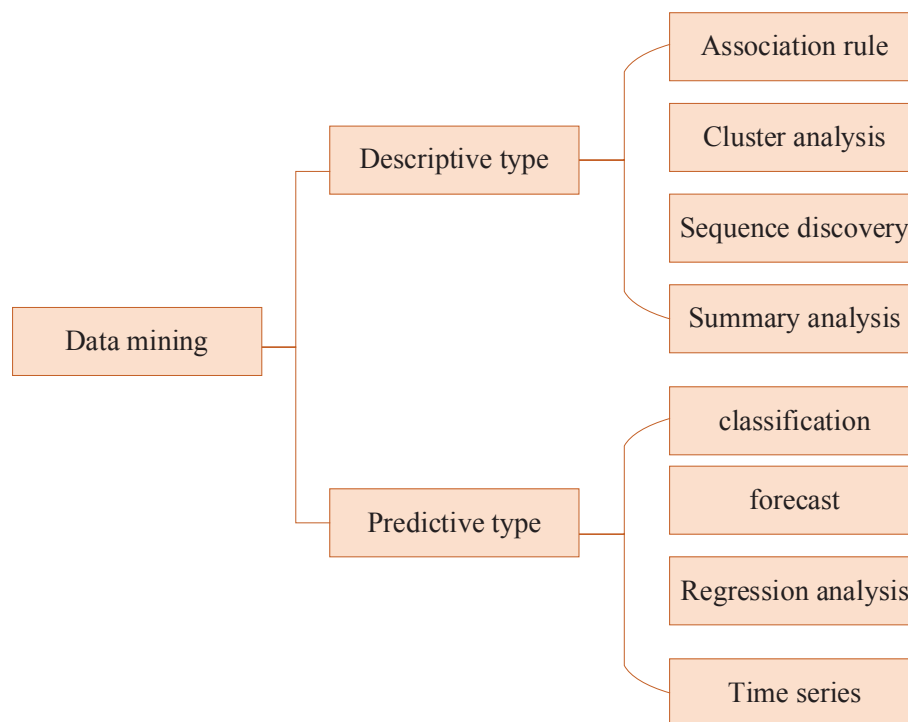 Association rule
Cluster analysis
Descriptive type
Sequence discovery
Summary analysis
Data mining
classification
forecast
Predictive type
Regression analysis
Time series